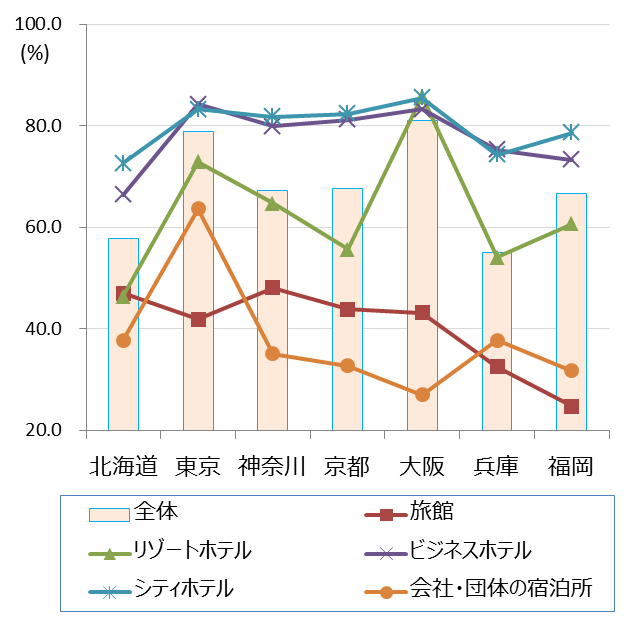 100.0
(%)
80.0
60.0
40.0
20.0
北海道 東京 神奈川 京都 大阪 兵庫 福岡
全体 旅館
リゾートホテル ビジネスホテル
シティホテル 会社・団体の宿泊所